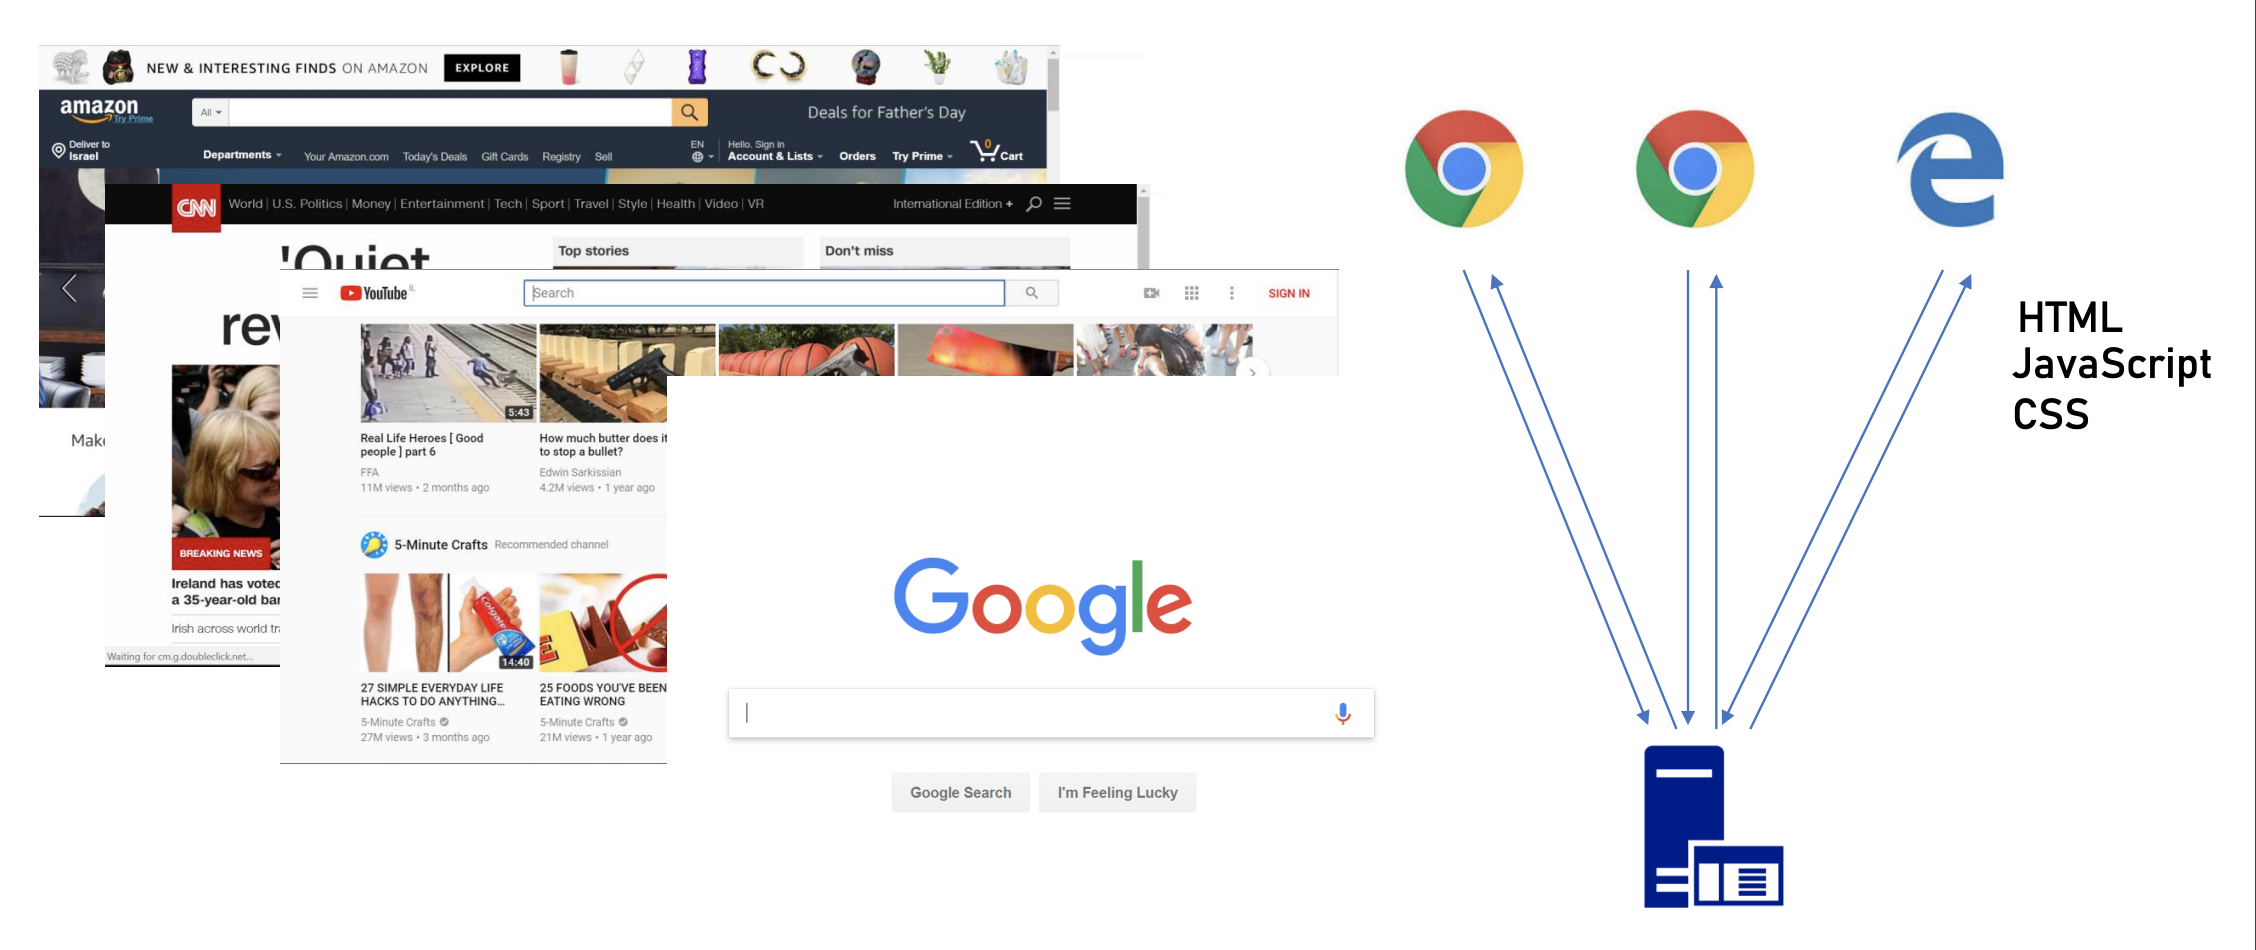 NEW & INTERESTING FINDS ON AMAZON EXPLORE
amazon
Try Prime
All
Deals for Father's Day
Deliver to
Israel
Departments
Your Amazon.com Today's Deals Gift Cards Registry Sell
EN
Hello. Sign in
Account & Lists Orders Try Prime
0
Cart
Make
CNN
World | U.S. Politics | Money | Entertainment | Tech | Sport | Travel | Style | Health | Video | VR
International Edition +
'Quiet
rev
Top stories
Don't miss
BREAKING NEWS
Ireland has voted
a 35-year-old ban
Irish across world tra
Waiting for cm.g.doubleclick.net...
YouTube IL
Search
SIGN IN
5:43
Real Life Heroes [ Good
people ] part 6
FFA
11M views • 2 months ago
How much butter does it
to stop a bullet?
Edwin Sarkissian
4.2M views • 1 year ago
5-Minute Crafts Recommended channel
Colgate
14:40
27 SIMPLE EVERYDAY LIFE
HACKS TO DO ANYTHING...
5-Minute Crafts
27M views • 3 months ago
25 FOODS YOU'VE BEEN
EATING WRONG
5-Minute Crafts
21M views • 1 year ago
Google
Google Search
I'm Feeling Lucky
HTML
JavaScript
CSS